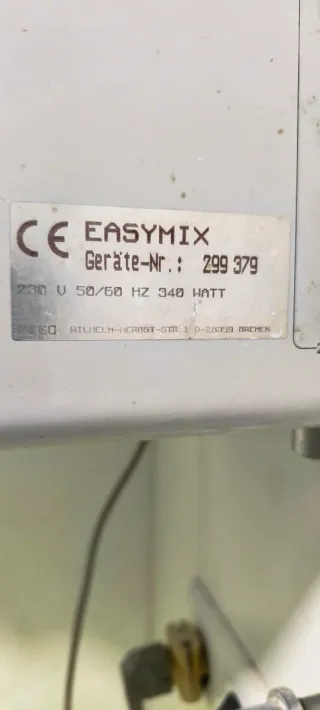 CE EASYMIX
Geräte-Nr.: 299 379
230 V 50/60 HZ 340 WATT
WILHELM-HERBST-STR.1 D-28359 BREMEN